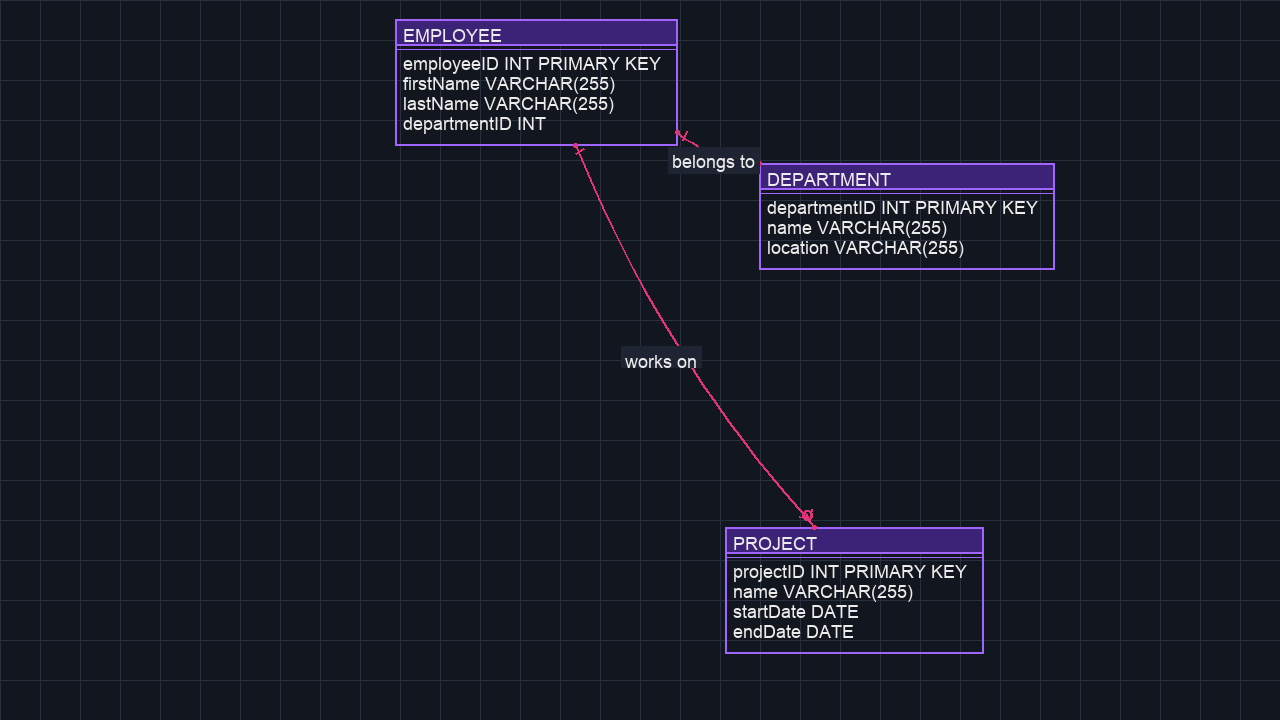 EMPLOYEE
employeeID INT PRIMARY KEY
firstName VARCHAR(255)
lastName VARCHAR(255)
departmentID INT
belongs to
DEPARTMENT
departmentID INT PRIMARY KEY
name VARCHAR(255)
location VARCHAR(255)
works on
PROJECT
projectID INT PRIMARY KEY
name VARCHAR(255)
startDate DATE
endDate DATE